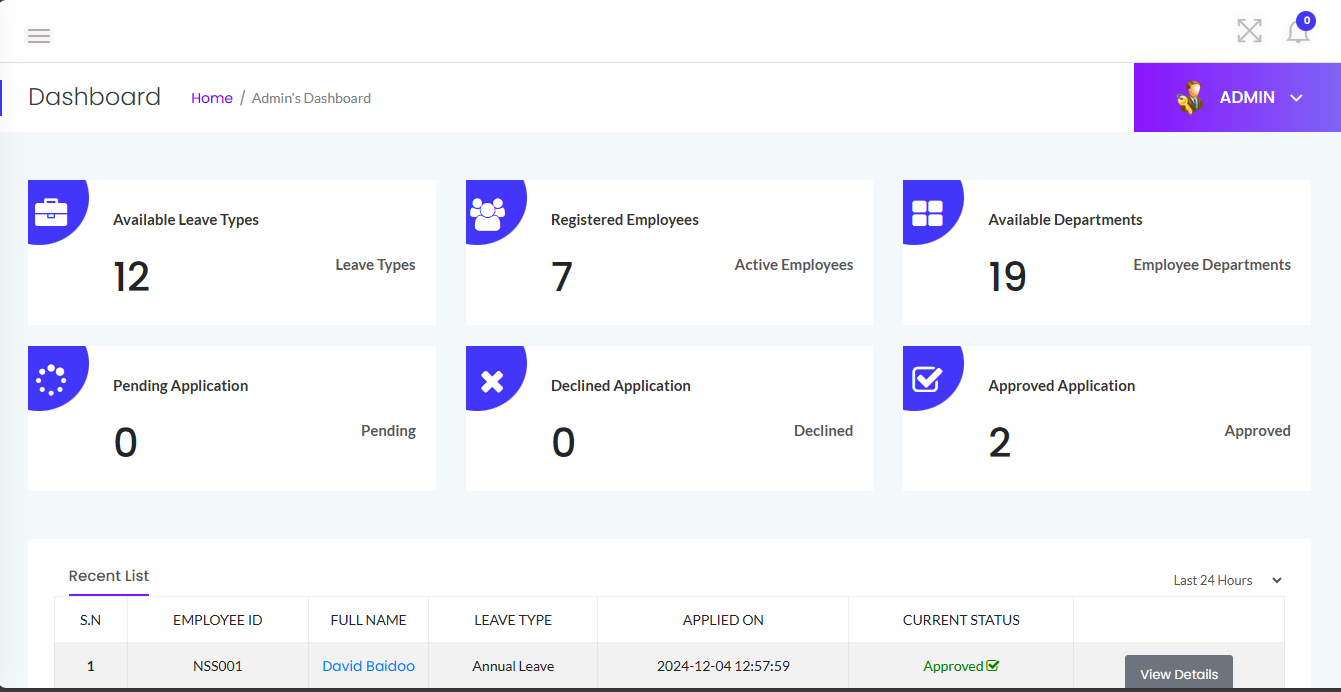 0
Dashboard Home / Admin's Dashboard ADMIN
Available Leave Types Registered Employees Available Departments
12 Leave Types 7 Active Employees 19 Employee Departments
Pending Application Declined Application Approved Application
0 Pending 0 Declined 2 Approved
Recent List Last 24 Hours
S.N EMPLOYEE ID FULL NAME LEAVE TYPE APPLIED ON CURRENT STATUS
1 NSS001 David Baidoo Annual Leave 2024-12-04 12:57:59 Approved View Details